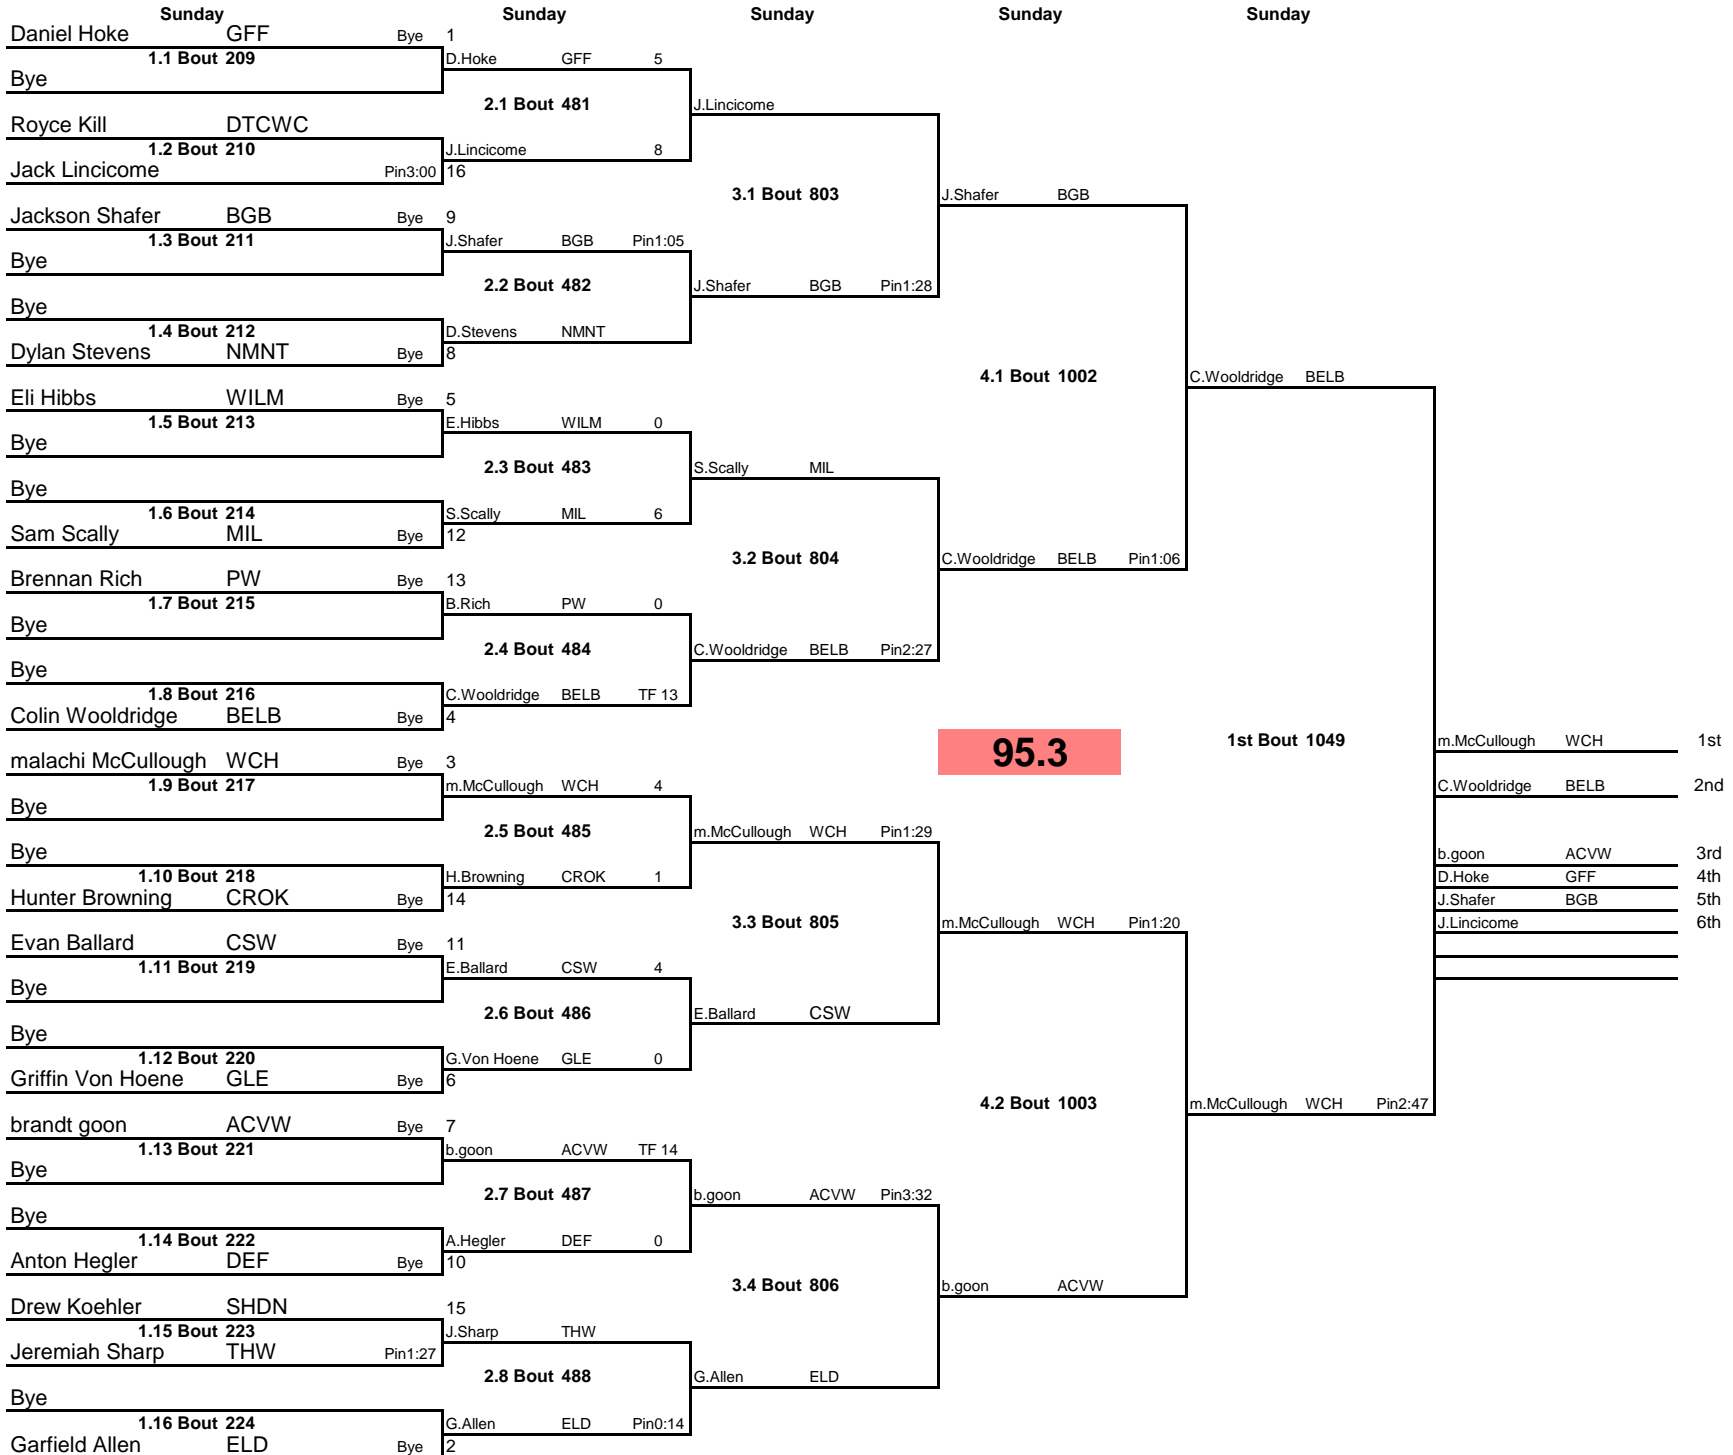 Sunday Sunday Sunday Sunday Sunday
Daniel Hoke GFF Bye 1
1.1 Bout 209 D.Hoke GFF 5
Bye
2.1 Bout 481 J.Lincicome
Royce Kill DTCWC
1.2 Bout 210 J.Lincicome 8
Jack Lincicome Pin3:00 16
3.1 Bout 803 J.Shafer BGB
Jackson Shafer BGB Bye 9
1.3 Bout 211 J.Shafer BGB Pin1:05
Bye
2.2 Bout 482 J.Shafer BGB Pin1:28
Bye
1.4 Bout 212 D.Stevens NMNT
Dylan Stevens NMNT Bye 8
4.1 Bout 1002 C.Wooldridge BELB
Eli Hibbs WILM Bye 5
1.5 Bout 213 E.Hibbs WILM 0
Bye
2.3 Bout 483 S.Scally MIL
Bye
1.6 Bout 214 S.Scally MIL 6
Sam Scally MIL Bye 12
3.2 Bout 804 C.Wooldridge BELB Pin1:06
Brennan Rich PW Bye 13
1.7 Bout 215 B.Rich PW 0
Bye
2.4 Bout 484 C.Wooldridge BELB Pin2:27
Bye
1.8 Bout 216 C.Wooldridge BELB TF 13
Colin Wooldridge BELB Bye 4
95.3 1st Bout 1049 m.McCullough WCH 1st
malachi McCullough WCH Bye 3
1.9 Bout 217 m.McCullough WCH 4 C.Wooldridge BELB 2nd
Bye
2.5 Bout 485 m.McCullough WCH Pin1:29
Bye b.goon ACVW 3rd
1.10 Bout 218 H.Browning CROK 1 D.Hoke GFF 4th
Hunter Browning CROK Bye 14 J.Shafer BGB 5th
3.3 Bout 805 m.McCullough WCH Pin1:20 J.Lincicome 6th
Evan Ballard CSW Bye 11
1.11 Bout 219 E.Ballard CSW 4
Bye
2.6 Bout 486 E.Ballard CSW
Bye
1.12 Bout 220 G.Von Hoene GLE 0
Griffin Von Hoene GLE Bye 6
4.2 Bout 1003 m.McCullough WCH Pin2:47
brandt goon ACVW Bye 7
1.13 Bout 221 b.goon ACVW TF 14
Bye
2.7 Bout 487 b.goon ACVW Pin3:32
Bye
1.14 Bout 222 A.Hegler DEF 0
Anton Hegler DEF Bye 10
3.4 Bout 806 b.goon ACVW
Drew Koehler SHDN 15
1.15 Bout 223 J.Sharp THW
Jeremiah Sharp THW Pin1:27
2.8 Bout 488 G.Allen ELD
Bye
1.16 Bout 224 G.Allen ELD Pin0:14
Garfield Allen ELD Bye 2